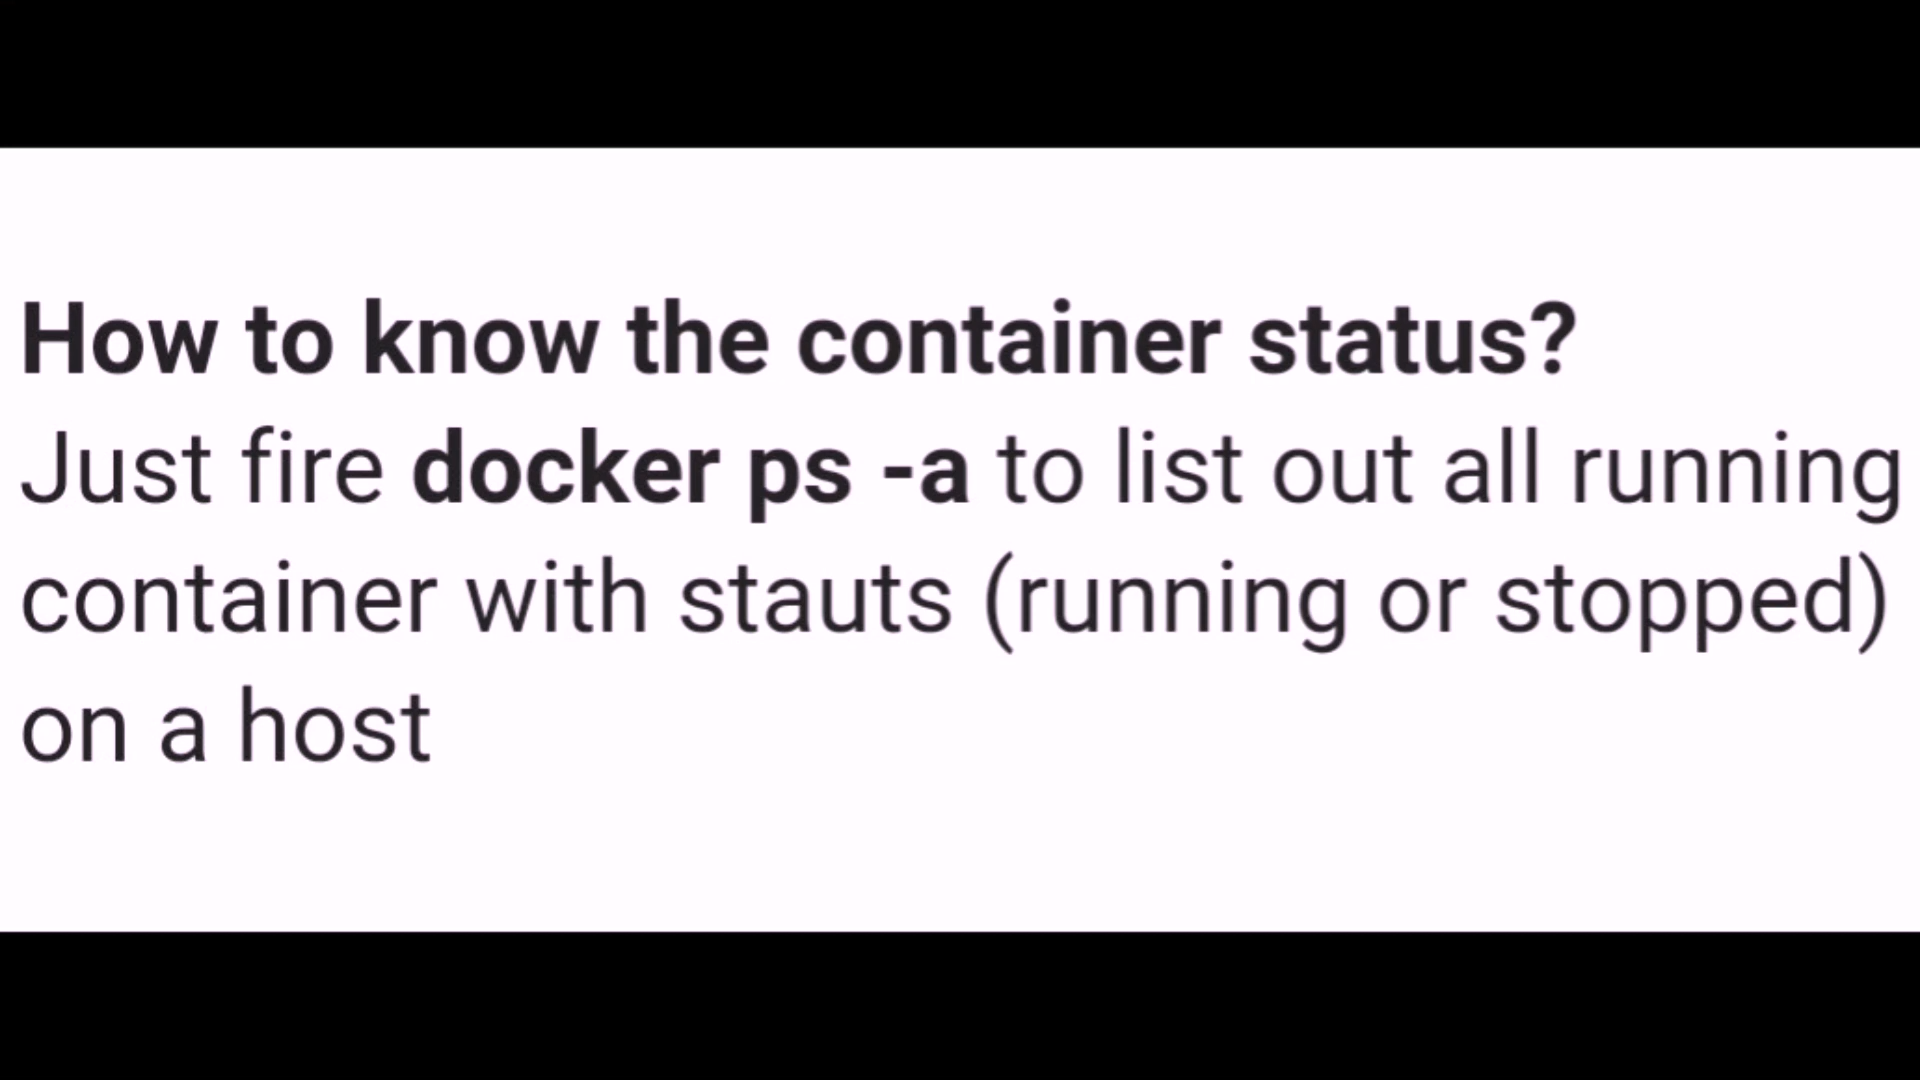 How to know the container status?
Just fire docker ps -a to list out all running
container with stauts (running or stopped)
on a host